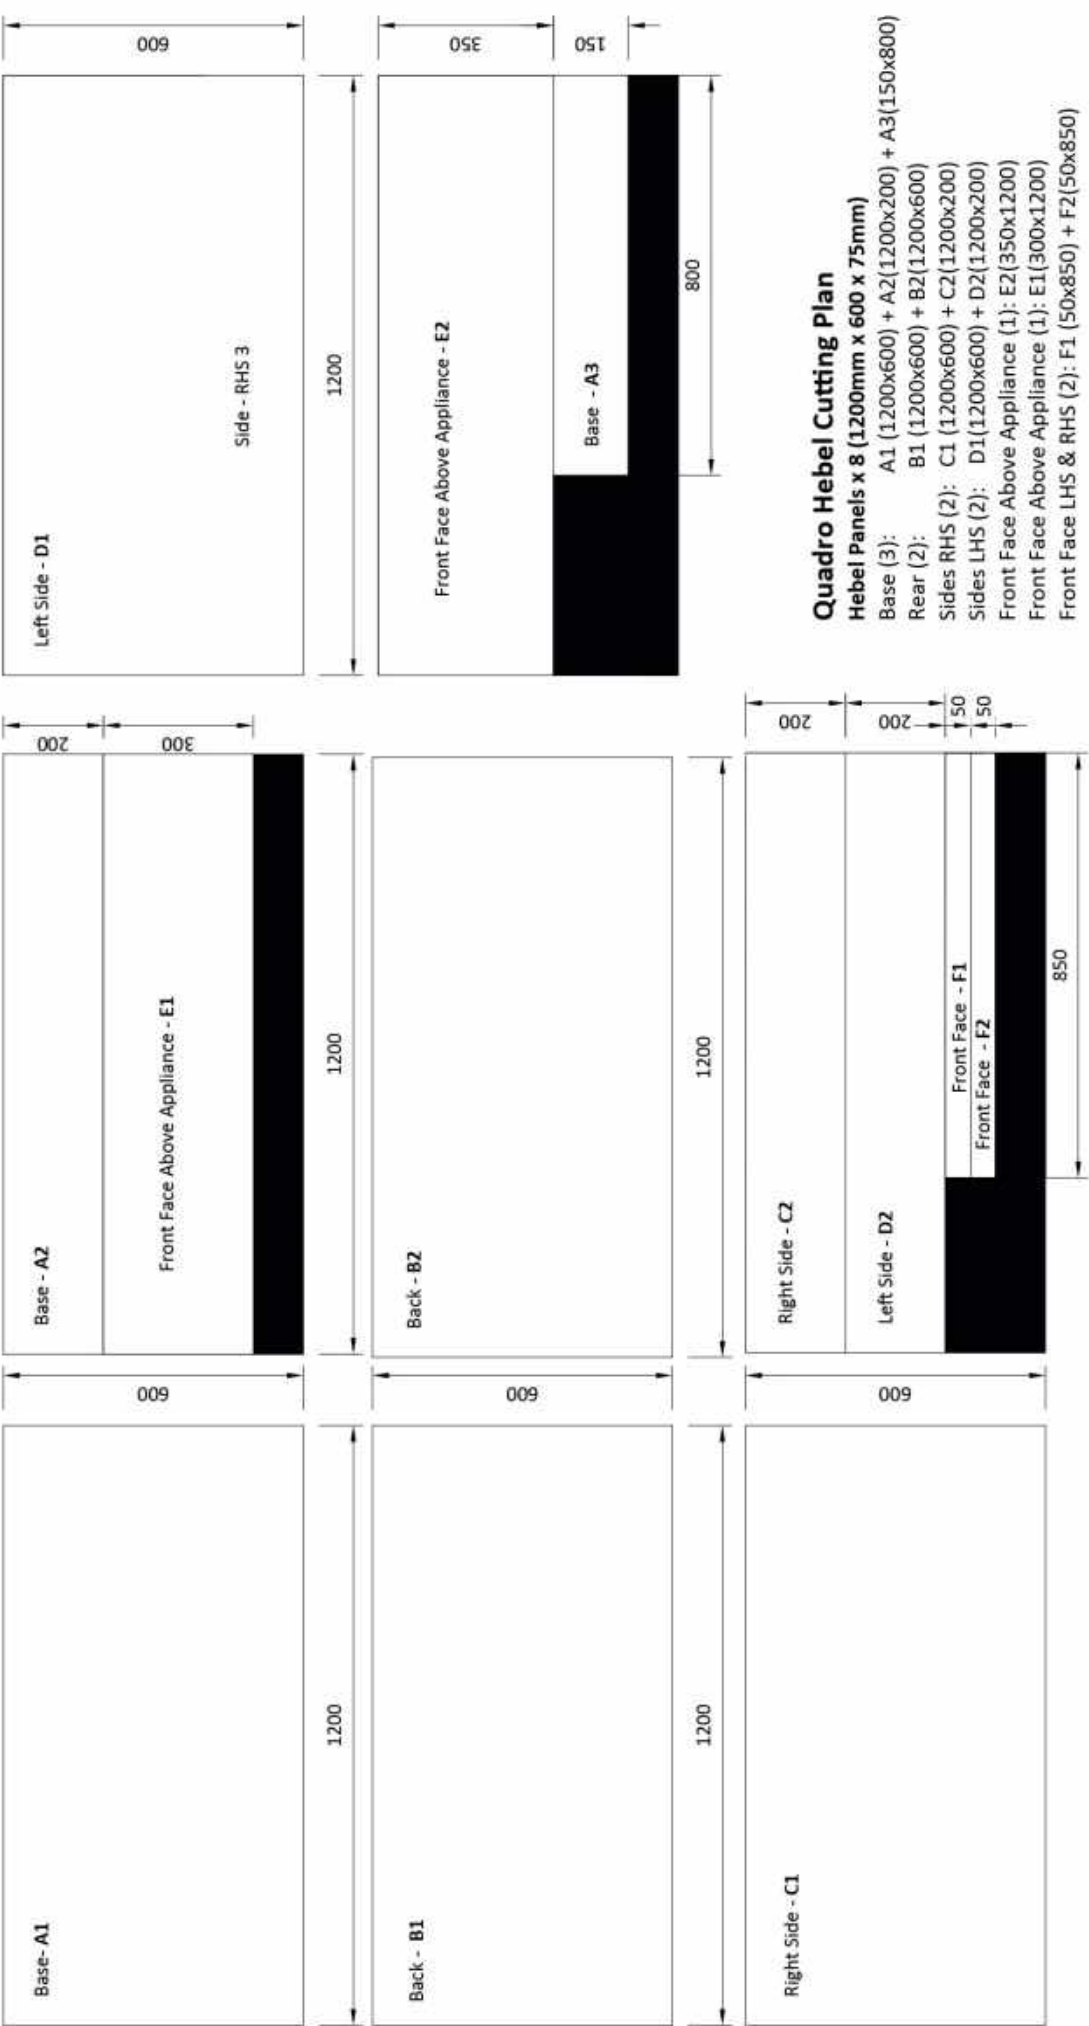 Base- A1
600
1200
Base - A2
Front Face Above Appliance - E1
200
300
1200
Left Side - D1
Side - RHS 3
600
1200
Back - B1
600
1200
Back - B2
1200
Front Face Above Appliance - E2
Base - A3
350
150
800
Right Side - C1
600
Right Side - C2
Left Side - D2
Front Face - F1
Front Face - F2
200
200
50
50
850
Quadro Hebel Cutting Plan
Hebel Panels x 8 (1200mm x 600 x 75mm)
Base (3): A1 (1200x600) + A2(1200x200) + A3(150x800)
Rear (2): B1 (1200x600) + B2(1200x600)
Sides RHS (2): C1 (1200x600) + C2(1200x200)
Sides LHS (2): D1(1200x600) + D2(1200x200)
Front Face Above Appliance (1): E2(350x1200)
Front Face Above Appliance (1): E1(300x1200)
Front Face LHS & RHS (2): F1 (50x850) + F2(50x850)